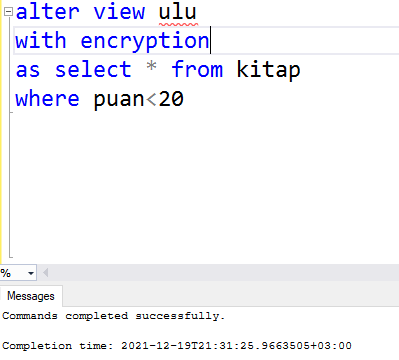 alter view ulu
with encryption
as select * from kitap
where puan<20
%
Messages
Commands completed successfully.
Completion time: 2021-12-19T21:31:25.9663505+03:00